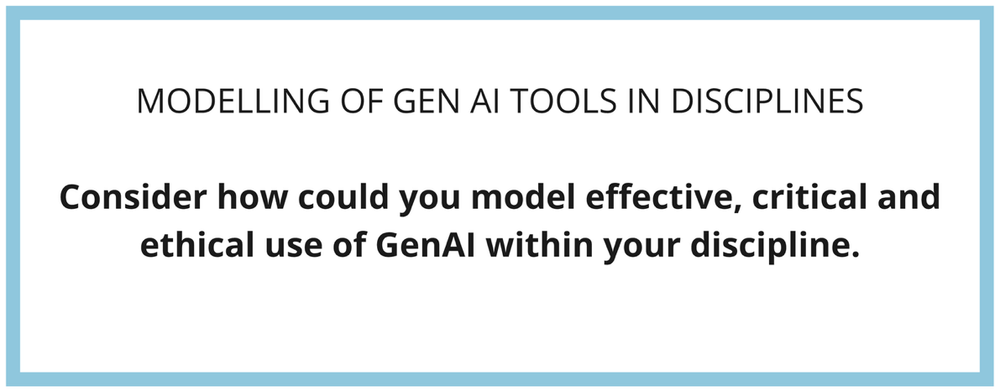 MODELLING OF GEN AI TOOLS IN DISCIPLINES
Consider how could you model effective, critical and
ethical use of GenAI within your discipline.